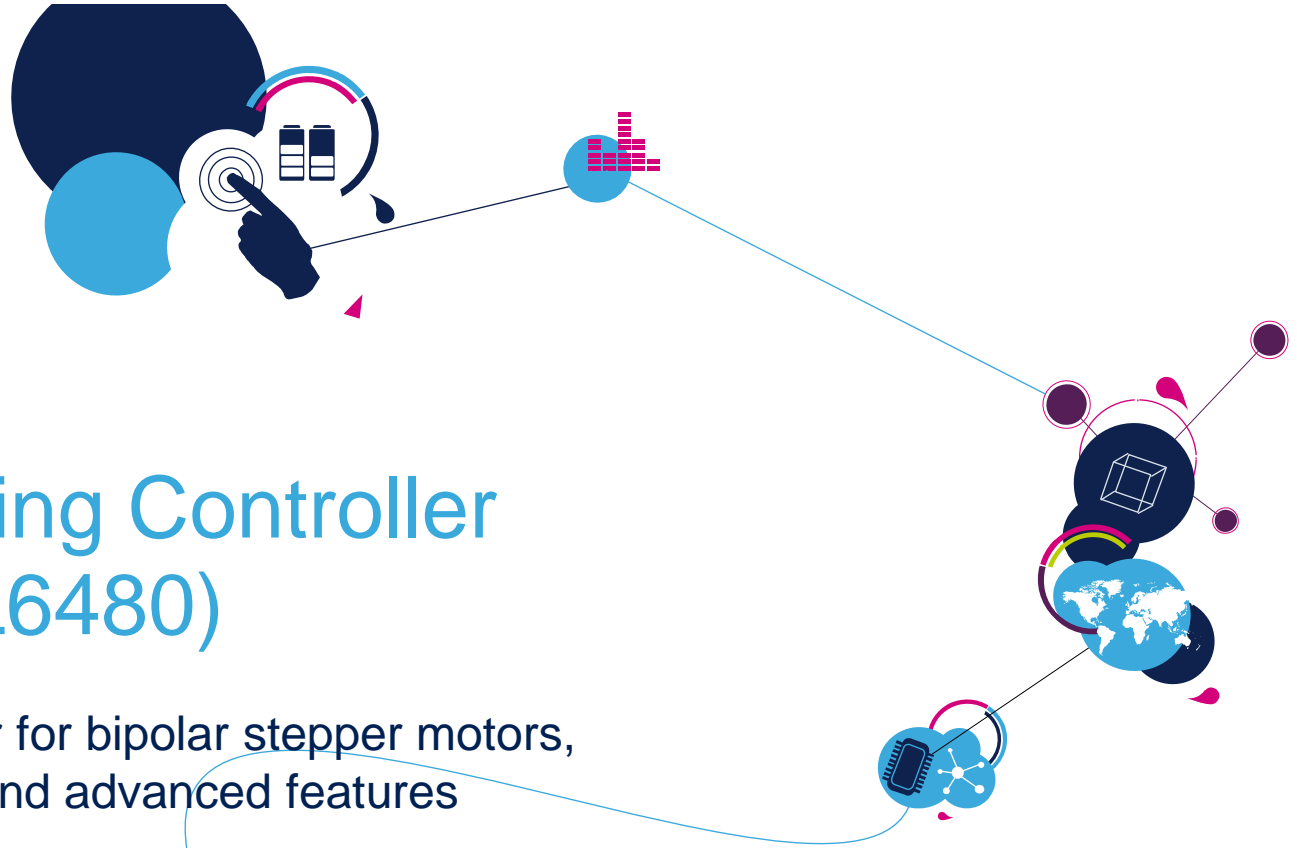 ing Controller
6480)
for bipolar stepper motors,
nd advanced features